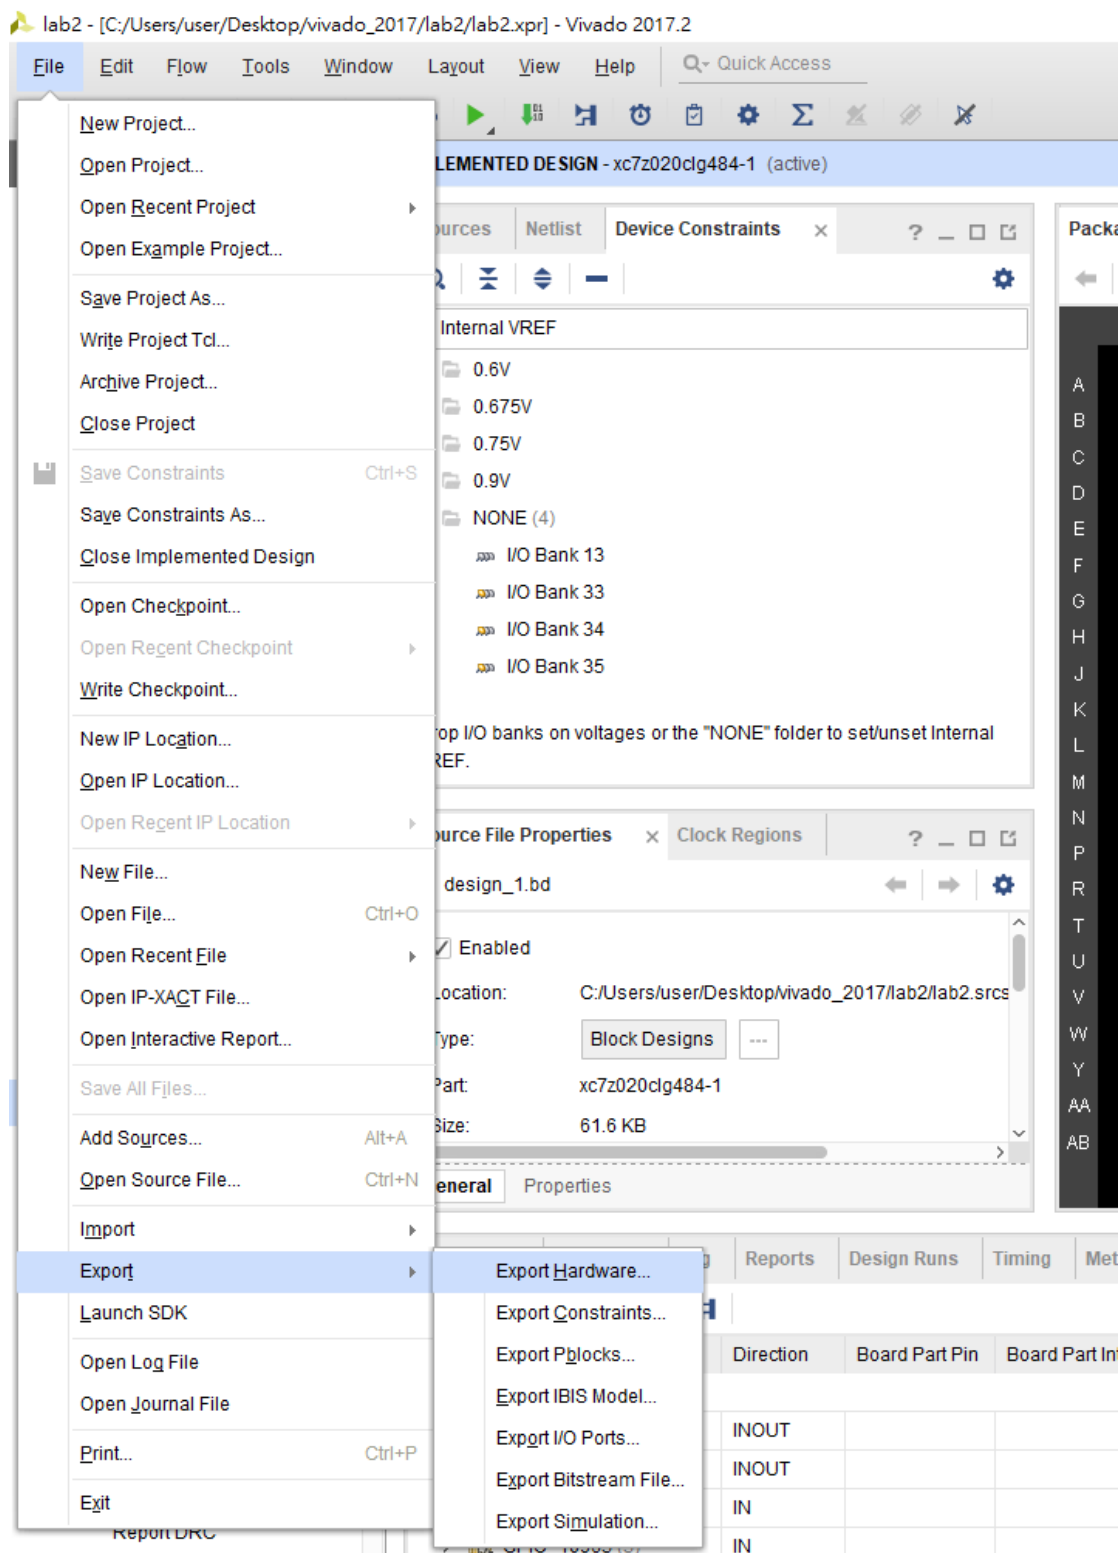 lab2 - [C:/Users/user/Desktop/vivado_2017/lab2/lab2.xpr] - Vivado 2017.2
File Edit Flow Tools Window Layout View Help Quick Access
New Project...
Open Project...
Open Recent Project
Open Example Project...
Save Project As...
Write Project Tcl...
Archive Project...
Close Project
Save Constraints Ctrl+S
Save Constraints As...
Close Implemented Design
Open Checkpoint...
Open Recent Checkpoint
Write Checkpoint...
New IP Location...
Open IP Location...
Open Recent IP Location
New File...
Open File... Ctrl+O
Open Recent File
Open IP-XACT File...
Open Interactive Report...
Save All Files...
Add Sources... Alt+A
Open Source File... Ctrl+N
Import
Export
Launch SDK
Open Log File
Open Journal File
Print... Ctrl+P
Exit
Report DRC
Export Hardware...
Export Constraints...
Export Pblocks...
Export IBIS Model...
Export I/O Ports...
Export Bitstream File...
Export Simulation...
LEMENTED DESIGN - xc7z020clg484-1 (active)
ources Netlist Device Constraints
Internal VREF
0.6V
0.675V
0.75V
0.9V
NONE (4)
I/O Bank 13
I/O Bank 33
I/O Bank 34
I/O Bank 35
rop I/O banks on voltages or the "NONE" folder to set/unset Internal
REF.
ource File Properties Clock Regions
design_1.bd
Enabled
Location: C:/Users/user/Desktop/vivado_2017/lab2/lab2.srcs
Type: Block Designs ...
Part: xc7z020clg484-1
Size: 61.6 KB
eneral Properties
Packa
A
B
C
D
E
F
G
H
J
K
L
M
N
P
R
T
U
V
W
Y
AA
AB
g Reports Design Runs Timing Met
Direction Board Part Pin Board Part Int
INOUT
INOUT
IN
IN